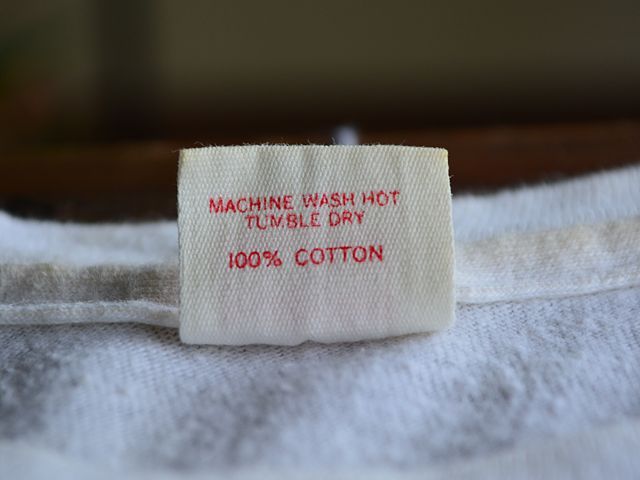 MACHINE WASH HOT
TUMBLE DRY
100% COTTON